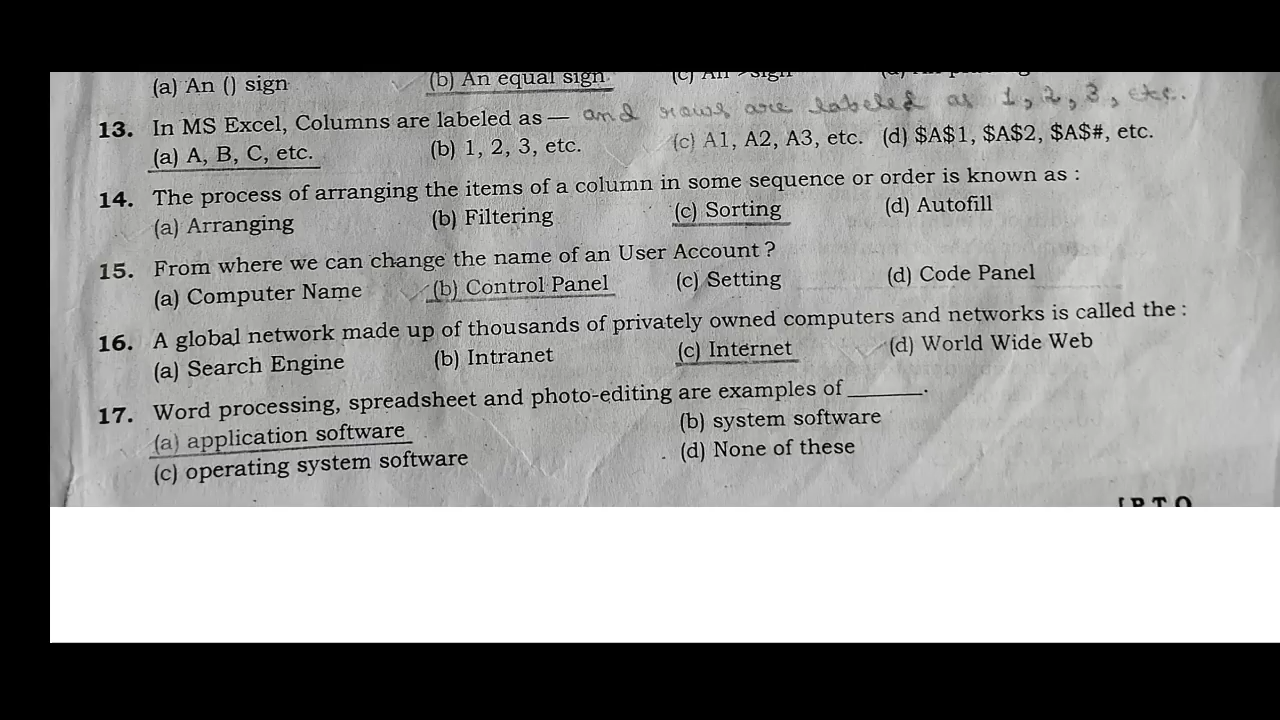 (a) An () sign (b) An equal sign (c) An > sign
13. In MS Excel, Columns are labeled as — and rows are labeled as 1, 2, 3, etc.
(a) A, B, C, etc. (b) 1, 2, 3, etc. (c) A1, A2, A3, etc. (d) $A$1, $A$2, $A$#, etc.
14. The process of arranging the items of a column in some sequence or order is known as :
(a) Arranging (b) Filtering (c) Sorting (d) Autofill
15. From where we can change the name of an User Account ?
(a) Computer Name (b) Control Panel (c) Setting (d) Code Panel
16. A global network made up of thousands of privately owned computers and networks is called the :
(a) Search Engine (b) Intranet (c) Internet (d) World Wide Web
17. Word processing, spreadsheet and photo-editing are examples of ______.
(a) application software (b) system software
(c) operating system software (d) None of these
[P.T.O.